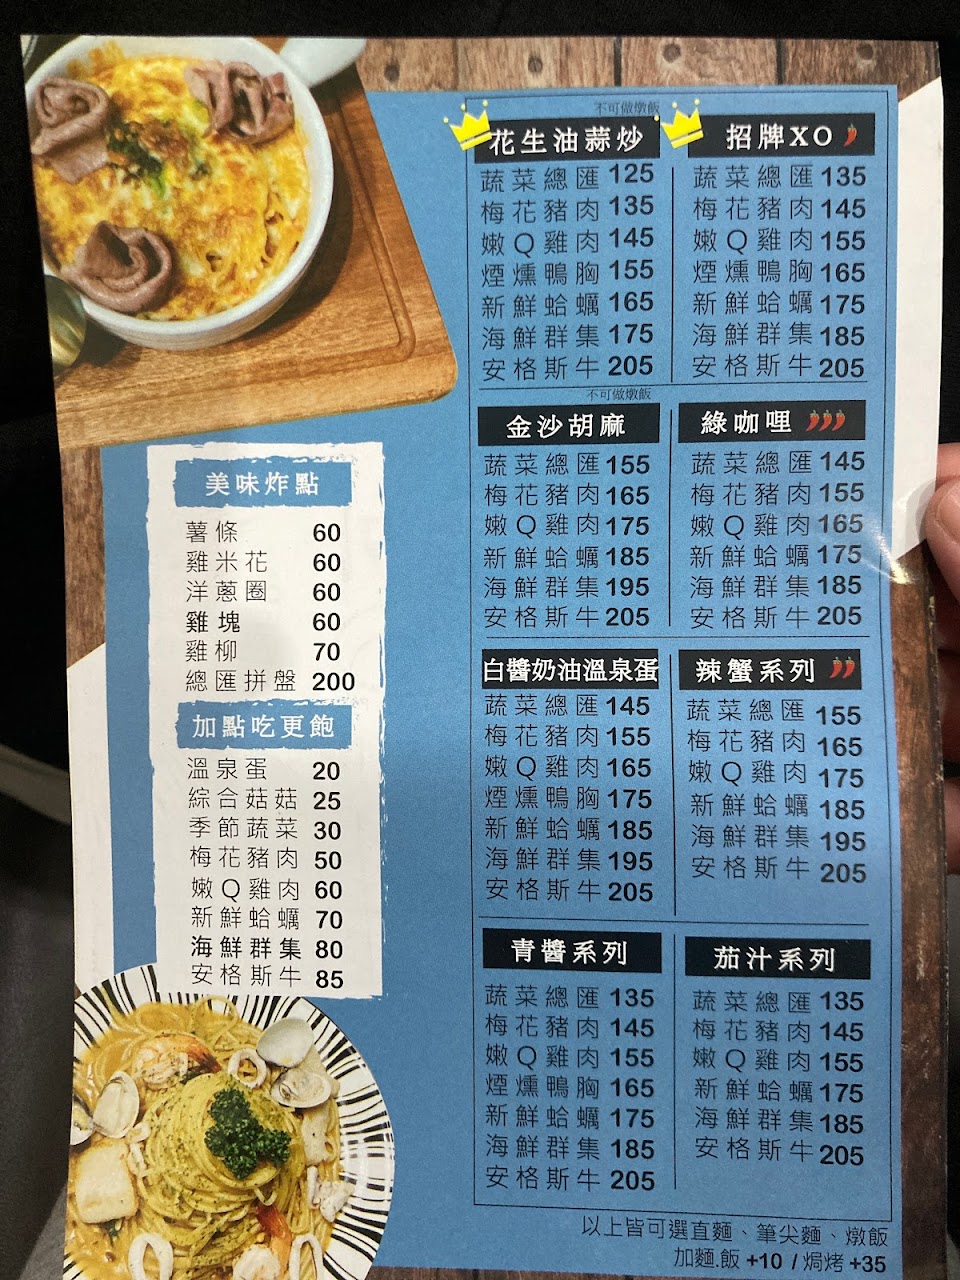 美味炸點
薯條 60
雞米花 60
洋蔥圈 60
雞塊 60
雞柳 70
總匯拼盤 200
加點吃更飽
溫泉蛋 20
綜合菇菇 25
季節蔬菜 30
梅花豬肉 50
嫩Q雞肉 60
新鮮蛤蠣 70
海鮮群集 80
安格斯牛 85
不可做燉飯
花生油蒜炒
蔬菜總匯 125
梅花豬肉 135
嫩Q雞肉 145
煙燻鴨胸 155
新鮮蛤蠣 165
海鮮群集 175
安格斯牛 205
招牌XO
蔬菜總匯 135
梅花豬肉 145
嫩Q雞肉 155
煙燻鴨胸 165
新鮮蛤蠣 175
海鮮群集 185
安格斯牛 205
不可做燉飯
金沙胡麻
蔬菜總匯 155
梅花豬肉 165
嫩Q雞肉 175
新鮮蛤蠣 185
海鮮群集 195
安格斯牛 205
綠咖哩
蔬菜總匯 145
梅花豬肉 155
嫩Q雞肉 165
新鮮蛤蠣 175
海鮮群集 185
安格斯牛 205
白醬奶油溫泉蛋
蔬菜總匯 145
梅花豬肉 155
嫩Q雞肉 165
煙燻鴨胸 175
新鮮蛤蠣 185
海鮮群集 195
安格斯牛 205
辣蟹系列
蔬菜總匯 155
梅花豬肉 165
嫩Q雞肉 175
新鮮蛤蠣 185
海鮮群集 195
安格斯牛 205
青醬系列
蔬菜總匯 135
梅花豬肉 145
嫩Q雞肉 155
煙燻鴨胸 165
新鮮蛤蠣 175
海鮮群集 185
安格斯牛 205
茄汁系列
蔬菜總匯 135
梅花豬肉 145
嫩Q雞肉 155
新鮮蛤蠣 175
海鮮群集 185
安格斯牛 205
以上皆可選直麵、筆尖麵、燉飯
加麵.飯 +10 / 焗烤 +35